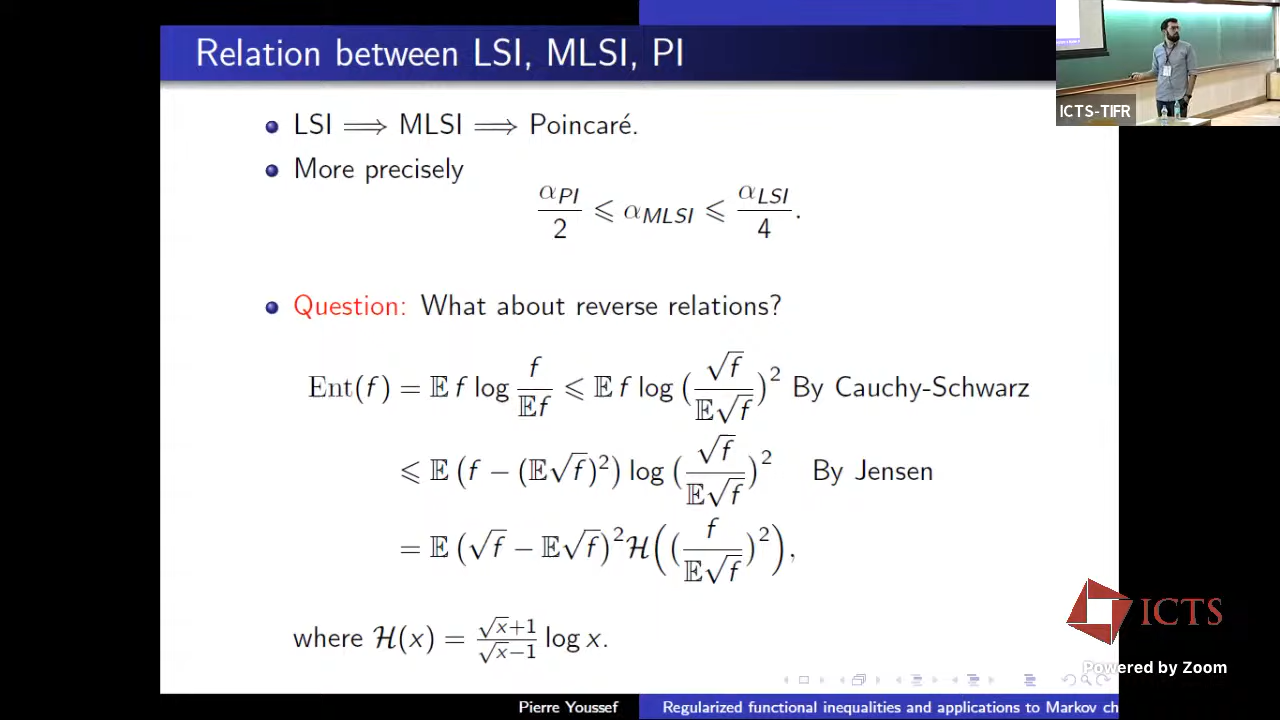 Relation between LSI, MLSI, PI
ICTS-TIFR
LSI ⟹ MLSI ⟹ Poincaré.
More precisely
α_PI/2 ⩽ α_MLSI ⩽ α_LSI/4.
Question: What about reverse relations?
Ent(f) = 𝔼 f log f/𝔼f ⩽ 𝔼 f log (√f/𝔼√f)² By Cauchy-Schwarz
⩽ 𝔼 (f − (𝔼√f)²) log (√f/𝔼√f)² By Jensen
= 𝔼 (√f − 𝔼√f)² ℋ((f/𝔼√f)²),
where ℋ(x) = (√x+1)/(√x−1) log x.
ICTS
Powered by Zoom
Pierre Youssef
Regularized functional inequalities and applications to Markov ch